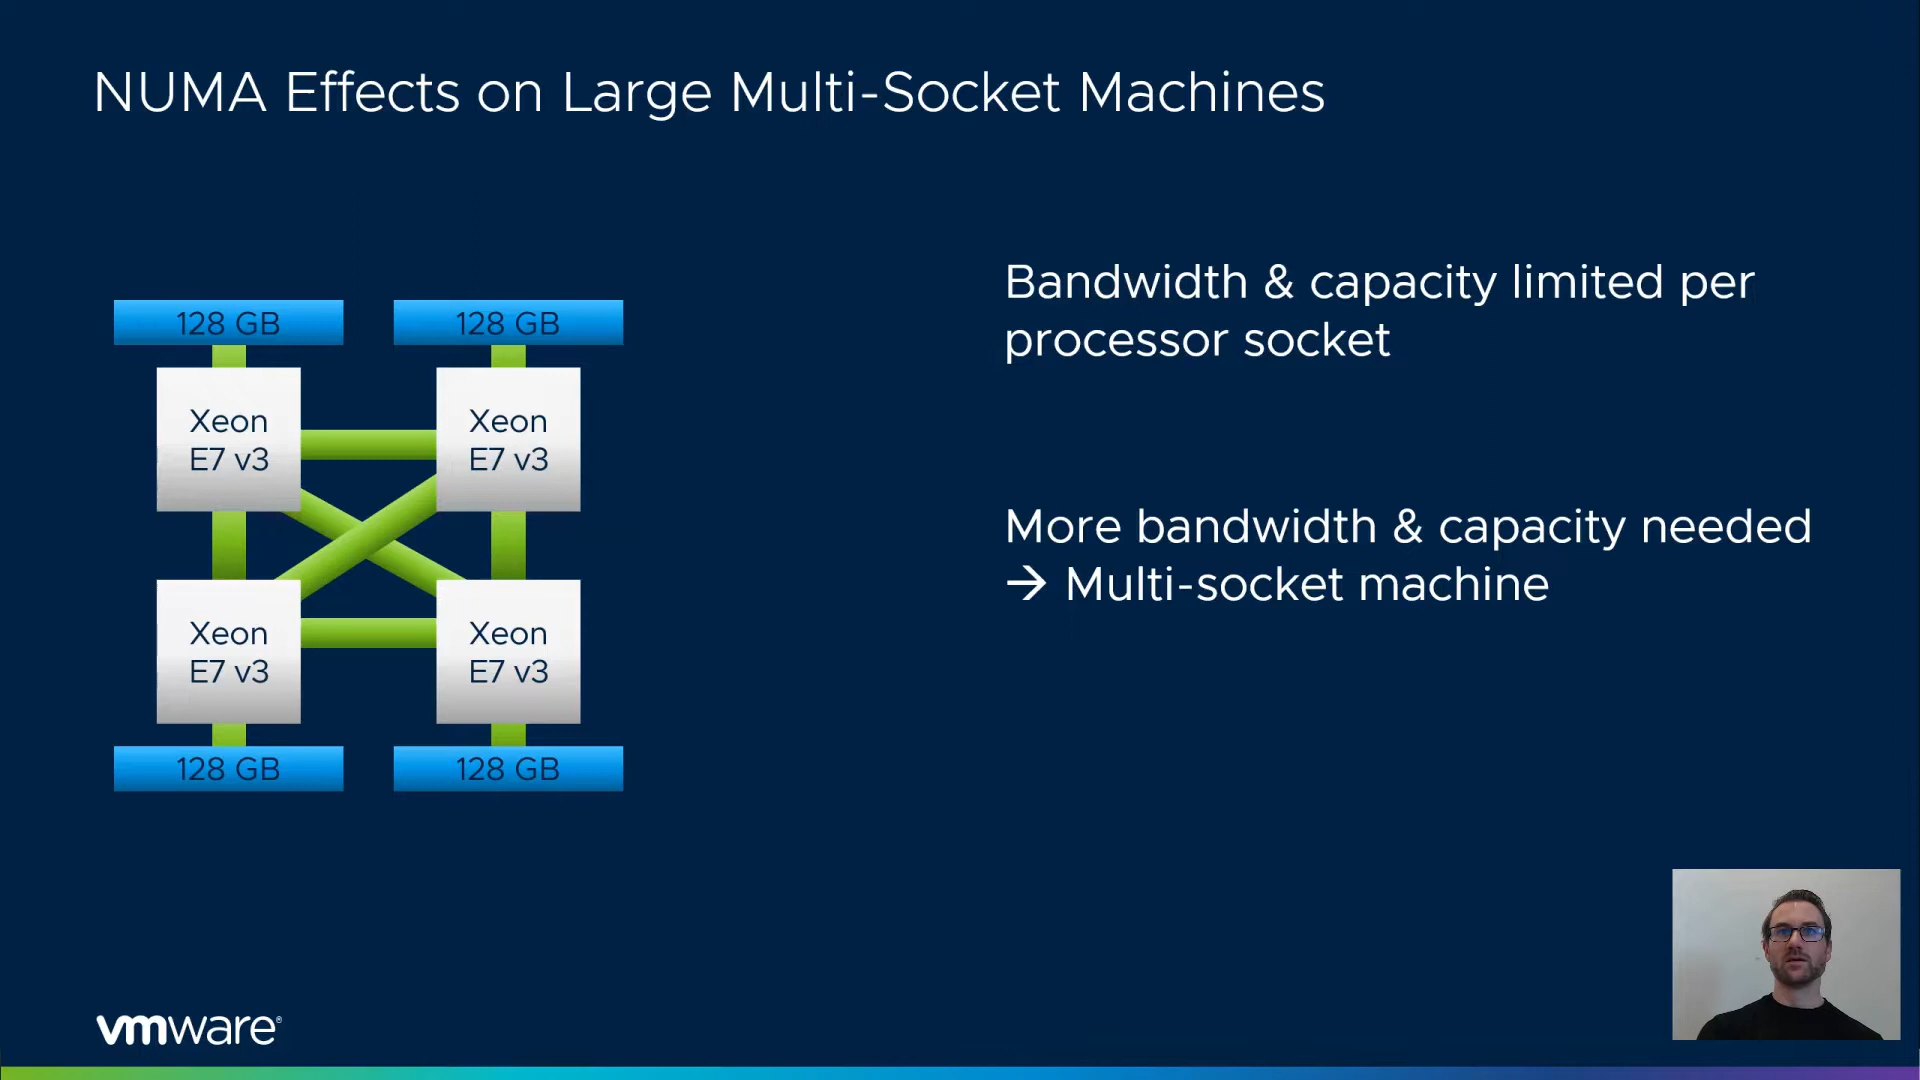 NUMA Effects on Large Multi-Socket Machines
128 GB
128 GB
Xeon
E7 v3
Xeon
E7 v3
Xeon
E7 v3
Xeon
E7 v3
128 GB
128 GB
Bandwidth & capacity limited per
processor socket
More bandwidth & capacity needed
→ Multi-socket machine
vmware®